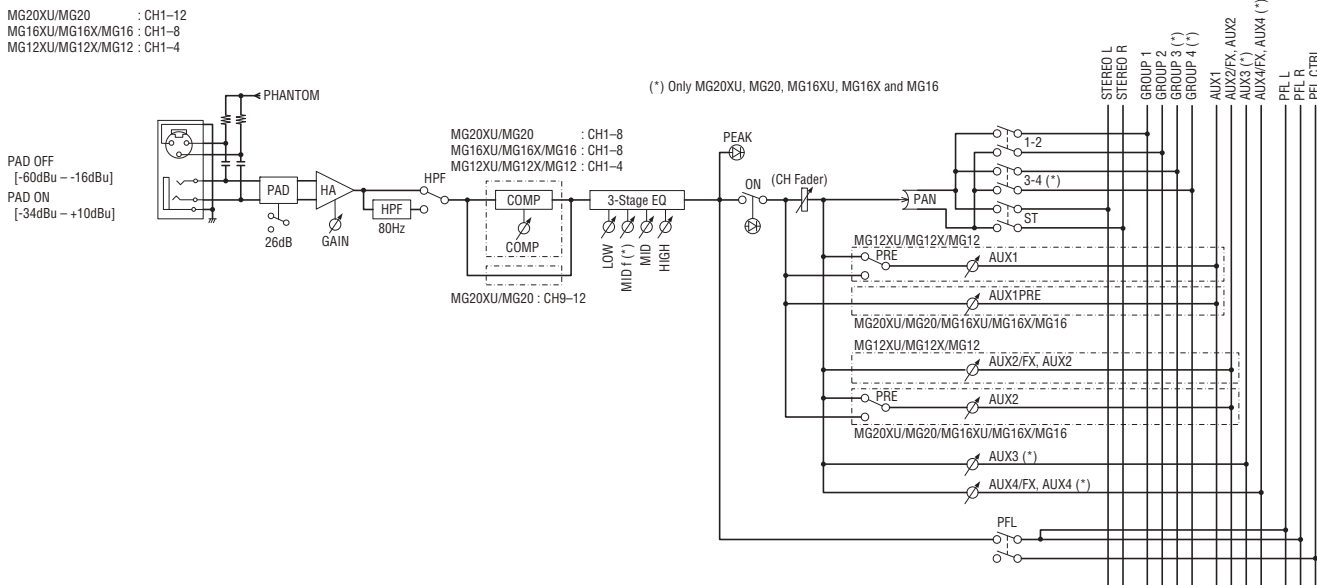 MG20XU/MG20 : CH1–12
MG16XU/MG16X/MG16 : CH1–8
MG12XU/MG12X/MG12 : CH1–4
(*) Only MG20XU, MG20, MG16XU, MG16X and MG16
STEREO L
STEREO R
GROUP 1
GROUP 2
GROUP 3 (*)
GROUP 4 (*)
AUX1
AUX2/FX, AUX2
AUX3 (*)
AUX4/FX, AUX4 (*)
PFL L
PFL R
PFL CTRL
PHANTOM
PAD OFF
[-60dBu – -16dBu]
PAD ON
[-34dBu – +10dBu]
PAD
26dB
HA
GAIN
HPF
HPF
80Hz
MG20XU/MG20 : CH1–8
MG16XU/MG16X/MG16 : CH1–8
MG12XU/MG12X/MG12 : CH1–4
COMP
COMP
MG20XU/MG20 : CH9–12
3-Stage EQ
LOW
MID f (*)
MID
HIGH
PEAK
ON
(CH Fader)
PAN
1-2
3-4 (*)
ST
MG12XU/MG12X/MG12
PRE
AUX1
AUX1PRE
MG20XU/MG20/MG16XU/MG16X/MG16
MG12XU/MG12X/MG12
AUX2/FX, AUX2
PRE
AUX2
MG20XU/MG20/MG16XU/MG16X/MG16
AUX3 (*)
AUX4/FX, AUX4 (*)
PFL